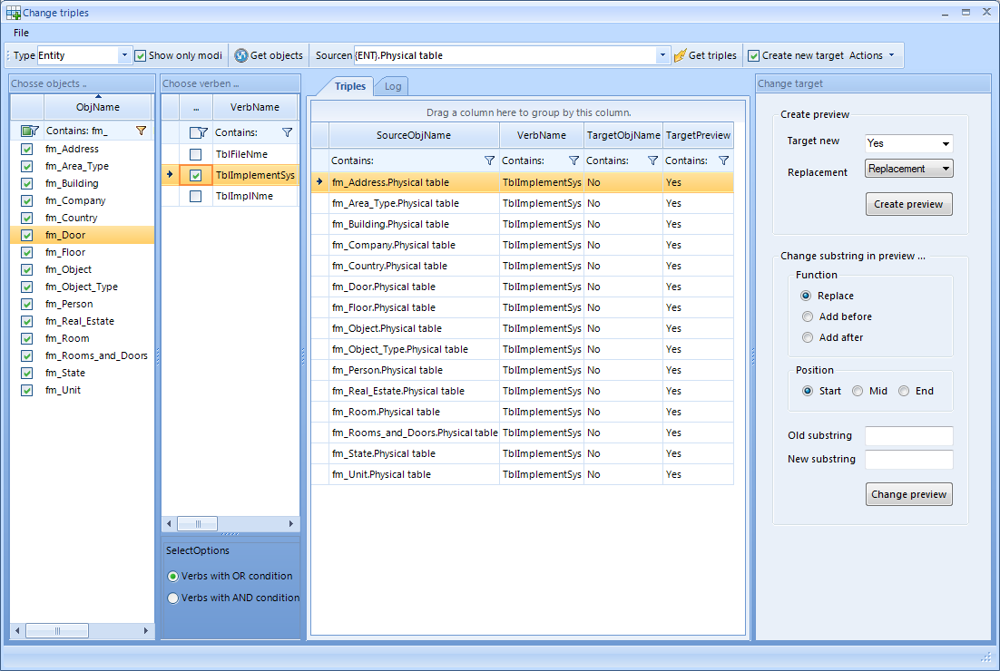 Change triples
File
Type Entity Show only modi Get objects Sourcen {ENT}.Physical table Get triples Create new target Actions
Choose objects ..
ObjName
Contains: fm_
fm_Address
fm_Area_Type
fm_Building
fm_Company
fm_Country
fm_Door
fm_Floor
fm_Object
fm_Object_Type
fm_Person
fm_Real_Estate
fm_Room
fm_Rooms_and_Doors
fm_State
fm_Unit
Choose verben ...
... VerbName
Contains:
TblFileNme
TblImplementSys
TblImplNme
SelectOptions
Verbs with OR condition
Verbs with AND condition
Triples Log
Drag a column here to group by this column.
SourceObjName VerbName TargetObjName TargetPreview
Contains: Contains: Contains: Contains:
fm_Address.Physical table TblImplementSys No Yes
fm_Area_Type.Physical table TblImplementSys No Yes
fm_Building.Physical table TblImplementSys No Yes
fm_Company.Physical table TblImplementSys No Yes
fm_Country.Physical table TblImplementSys No Yes
fm_Door.Physical table TblImplementSys No Yes
fm_Floor.Physical table TblImplementSys No Yes
fm_Object.Physical table TblImplementSys No Yes
fm_Object_Type.Physical table TblImplementSys No Yes
fm_Person.Physical table TblImplementSys No Yes
fm_Real_Estate.Physical table TblImplementSys No Yes
fm_Room.Physical table TblImplementSys No Yes
fm_Rooms_and_Doors.Physical table TblImplementSys No Yes
fm_State.Physical table TblImplementSys No Yes
fm_Unit.Physical table TblImplementSys No Yes
Change target
Create preview
Target new Yes
Replacement Replacement
Create preview
Change substring in preview ...
Function
Replace
Add before
Add after
Position
Start Mid End
Old substring
New substring
Change preview